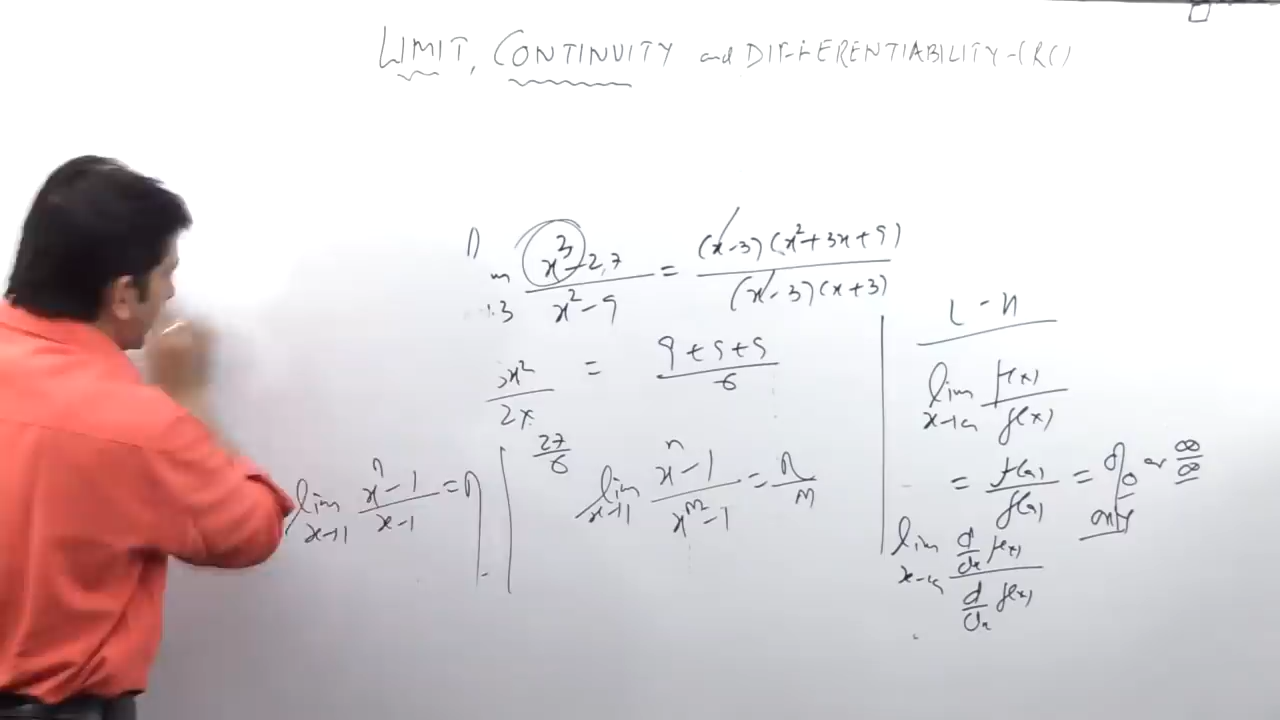 LIMIT, CONTINUITY and DIFFERENTIABILITY-(RC)
1)
x³-27 / x²-9 = (x-3)(x²+3x+9) / (x-3)(x+3)
3x² / 2x = 9+9+9 / 6
27/6
lim x→1 xⁿ-1 / x-1 = n
lim x→1 xⁿ-1 / xᵐ-1 = n/m
L-H
lim x→a f(x) / f(x)
= f(a) / f(a) = 0/0 or ∞/∞
only
lim x→a d/dx f(x) / d/dx f(x)